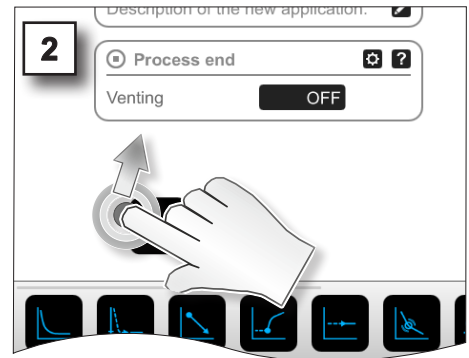 Description of the new application.
2
Process end
?
Venting
OFF